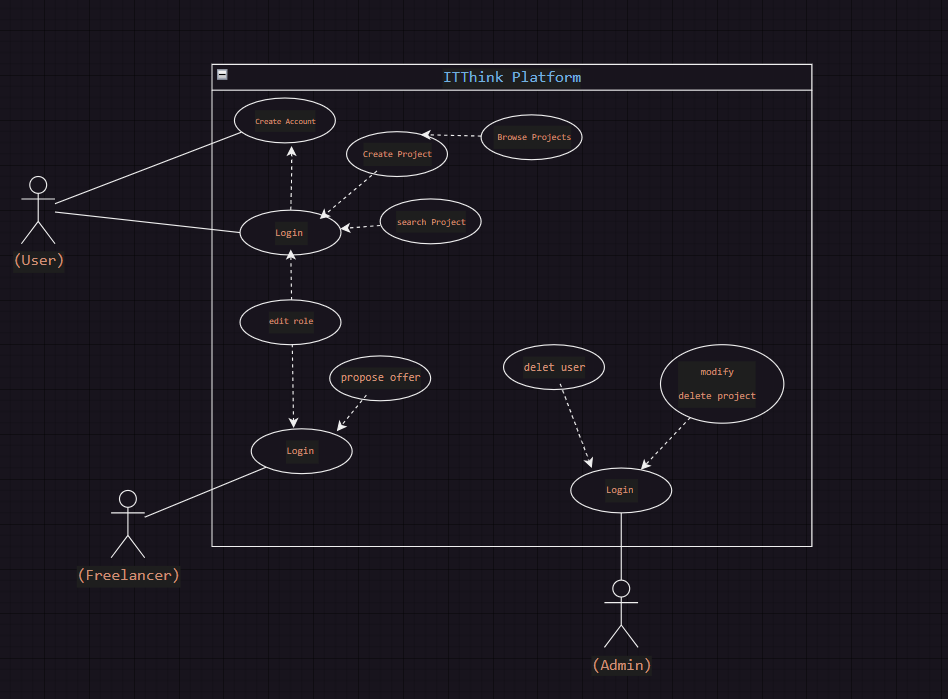 ITThink Platform
Create Account
Browse Projects
Create Project
search Project
Login
(User)
edit role
propose offer
delet user
modify
delete project
Login
Login
(Freelancer)
(Admin)